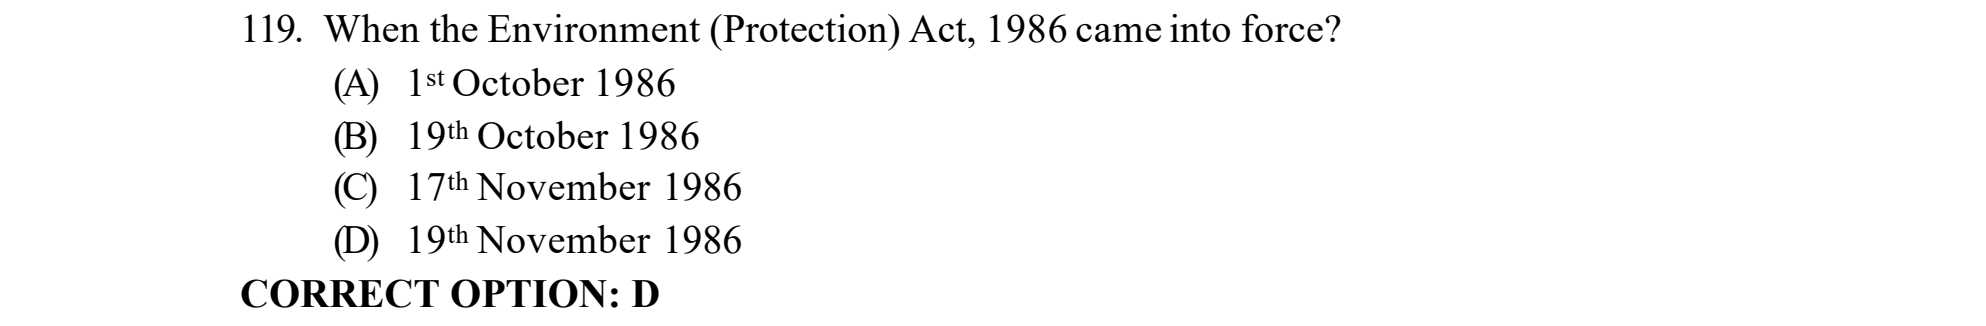 119. When the Environment (Protection) Act, 1986 came into force?
(A) 1st October 1986
(B) 19th October 1986
(C) 17th November 1986
(D) 19th November 1986
CORRECT OPTION: D